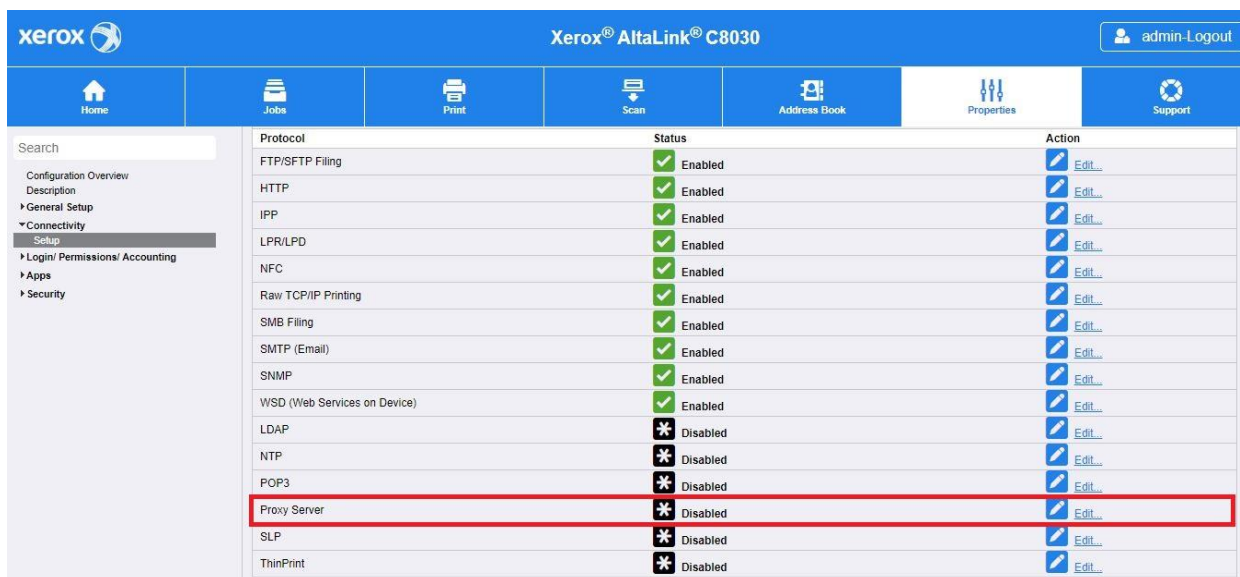 xerox
Xerox® AltaLink® C8030
admin-Logout
Home
Jobs
Print
Scan
Address Book
Properties
Support
Search
Configuration Overview
Description
General Setup
Connectivity
Setup
Login/ Permissions/ Accounting
Apps
Security
Protocol Status Action
FTP/SFTP Filing Enabled Edit...
HTTP Enabled Edit...
IPP Enabled Edit...
LPR/LPD Enabled Edit...
NFC Enabled Edit...
Raw TCP/IP Printing Enabled Edit...
SMB Filing Enabled Edit...
SMTP (Email) Enabled Edit...
SNMP Enabled Edit...
WSD (Web Services on Device) Enabled Edit...
LDAP Disabled Edit...
NTP Disabled Edit...
POP3 Disabled Edit...
Proxy Server Disabled Edit...
SLP Disabled Edit...
ThinPrint Disabled Edit...